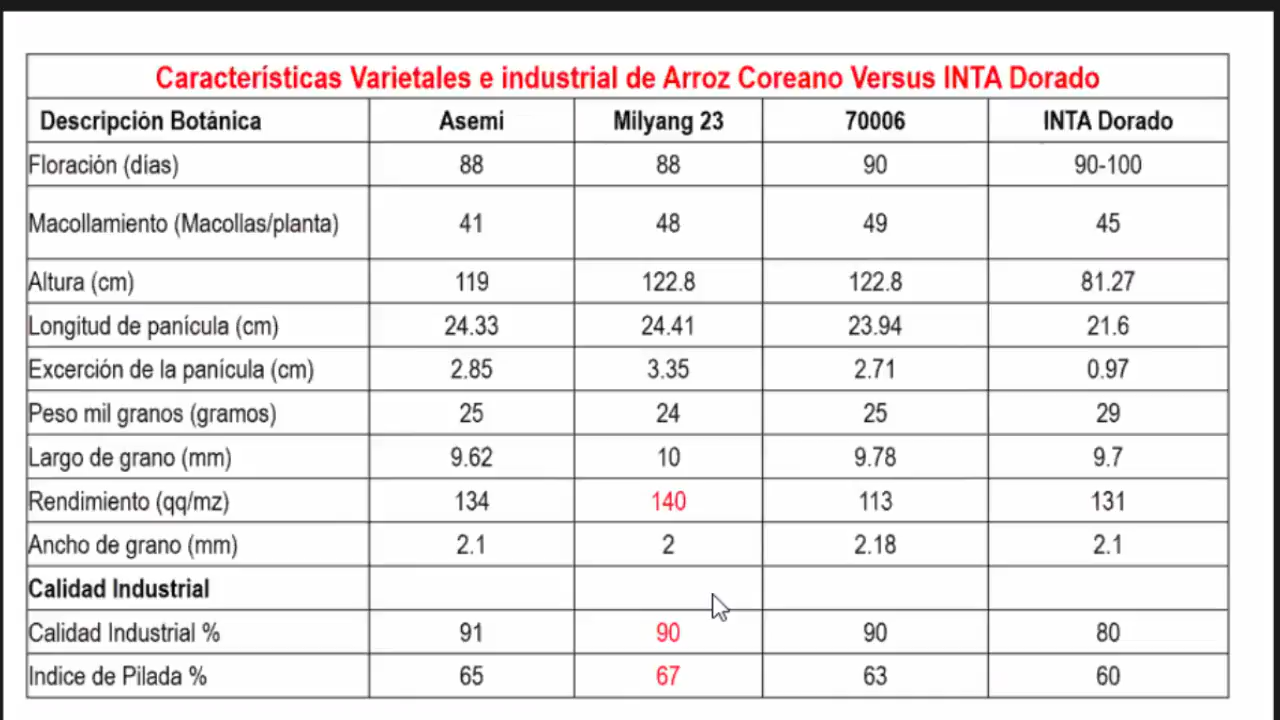 Características Varietales e industrial de Arroz Coreano Versus INTA Dorado
Descripción Botánica Asemi Milyang 23 70006 INTA Dorado
Floración (días) 88 88 90 90-100
Macollamiento (Macollas/planta) 41 48 49 45
Altura (cm) 119 122.8 122.8 81.27
Longitud de panícula (cm) 24.33 24.41 23.94 21.6
Excerción de la panícula (cm) 2.85 3.35 2.71 0.97
Peso mil granos (gramos) 25 24 25 29
Largo de grano (mm) 9.62 10 9.78 9.7
Rendimiento (qq/mz) 134 140 113 131
Ancho de grano (mm) 2.1 2 2.18 2.1
Calidad Industrial
Calidad Industrial % 91 90 90 80
Indice de Pilada % 65 67 63 60